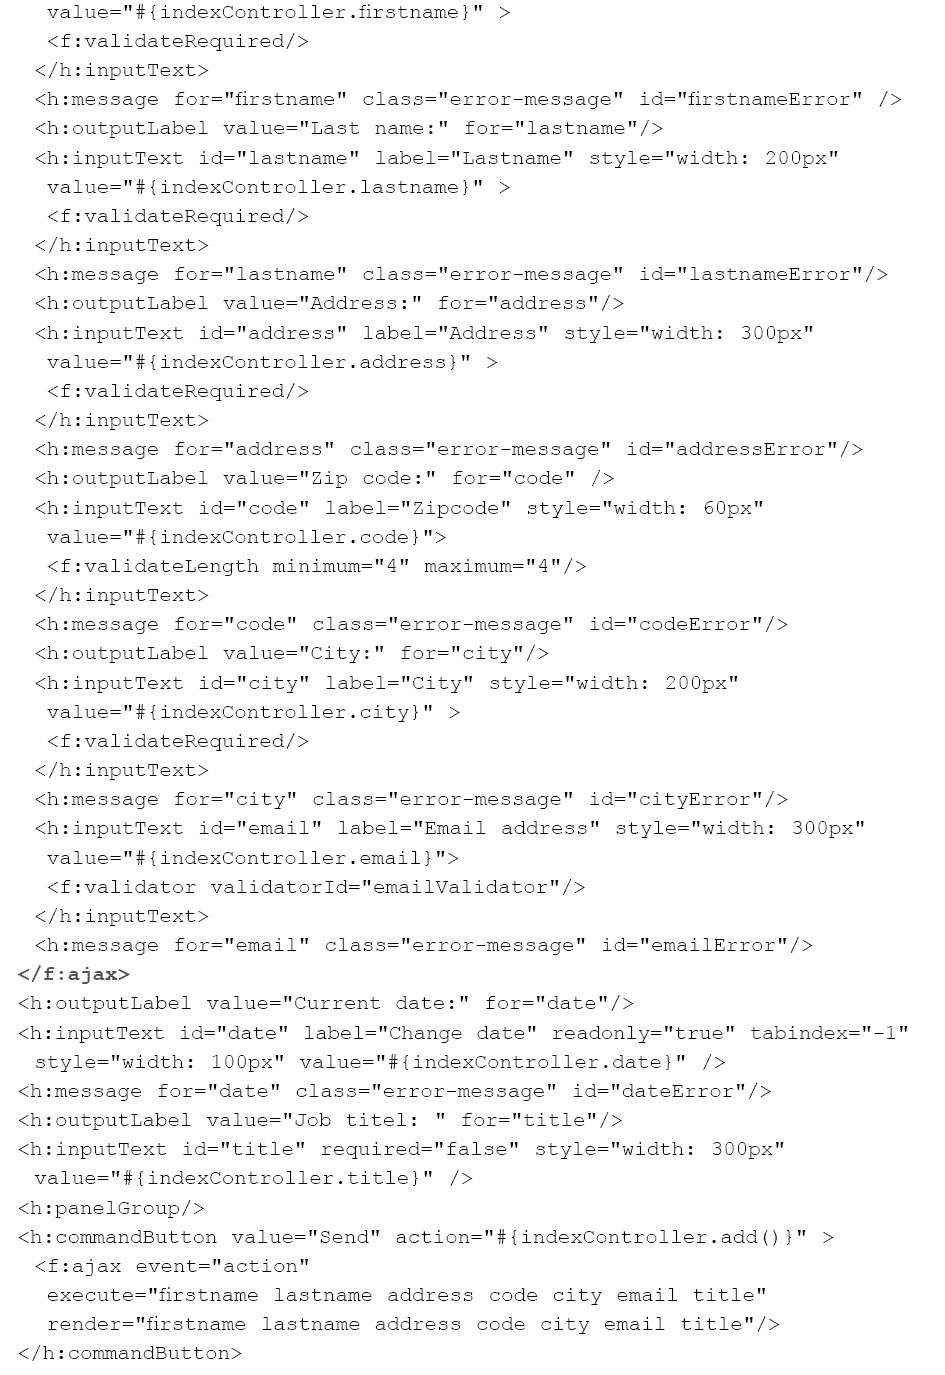 value="#{indexController.firstname}" >
<f:validateRequired/>
</h:inputText>
<h:message for="firstname" class="error-message" id="firstnameError" />
<h:outputLabel value="Last name:" for="lastname"/>
<h:inputText id="lastname" label="Lastname" style="width: 200px"
value="#{indexController.lastname}" >
<f:validateRequired/>
</h:inputText>
<h:message for="lastname" class="error-message" id="lastnameError"/>
<h:outputLabel value="Address:" for="address"/>
<h:inputText id="address" label="Address" style="width: 300px"
value="#{indexController.address}" >
<f:validateRequired/>
</h:inputText>
<h:message for="address" class="error-message" id="addressError"/>
<h:outputLabel value="Zip code:" for="code" />
<h:inputText id="code" label="Zipcode" style="width: 60px"
value="#{indexController.code}">
<f:validateLength minimum="4" maximum="4"/>
</h:inputText>
<h:message for="code" class="error-message" id="codeError"/>
<h:outputLabel value="City:" for="city"/>
<h:inputText id="city" label="City" style="width: 200px"
value="#{indexController.city}" >
<f:validateRequired/>
</h:inputText>
<h:message for="city" class="error-message" id="cityError"/>
<h:inputText id="email" label="Email address" style="width: 300px"
value="#{indexController.email}">
<f:validator validatorId="emailValidator"/>
</h:inputText>
<h:message for="email" class="error-message" id="emailError"/>
</f:ajax>
<h:outputLabel value="Current date:" for="date"/>
<h:inputText id="date" label="Change date" readonly="true" tabindex="-1"
style="width: 100px" value="#{indexController.date}" />
<h:message for="date" class="error-message" id="dateError"/>
<h:outputLabel value="Job titel: " for="title"/>
<h:inputText id="title" required="false" style="width: 300px"
value="#{indexController.title}" />
<h:panelGroup/>
<h:commandButton value="Send" action="#{indexController.add()}" >
<f:ajax event="action"
execute="firstname lastname address code city email title"
render="firstname lastname address code city email title"/>
</h:commandButton>